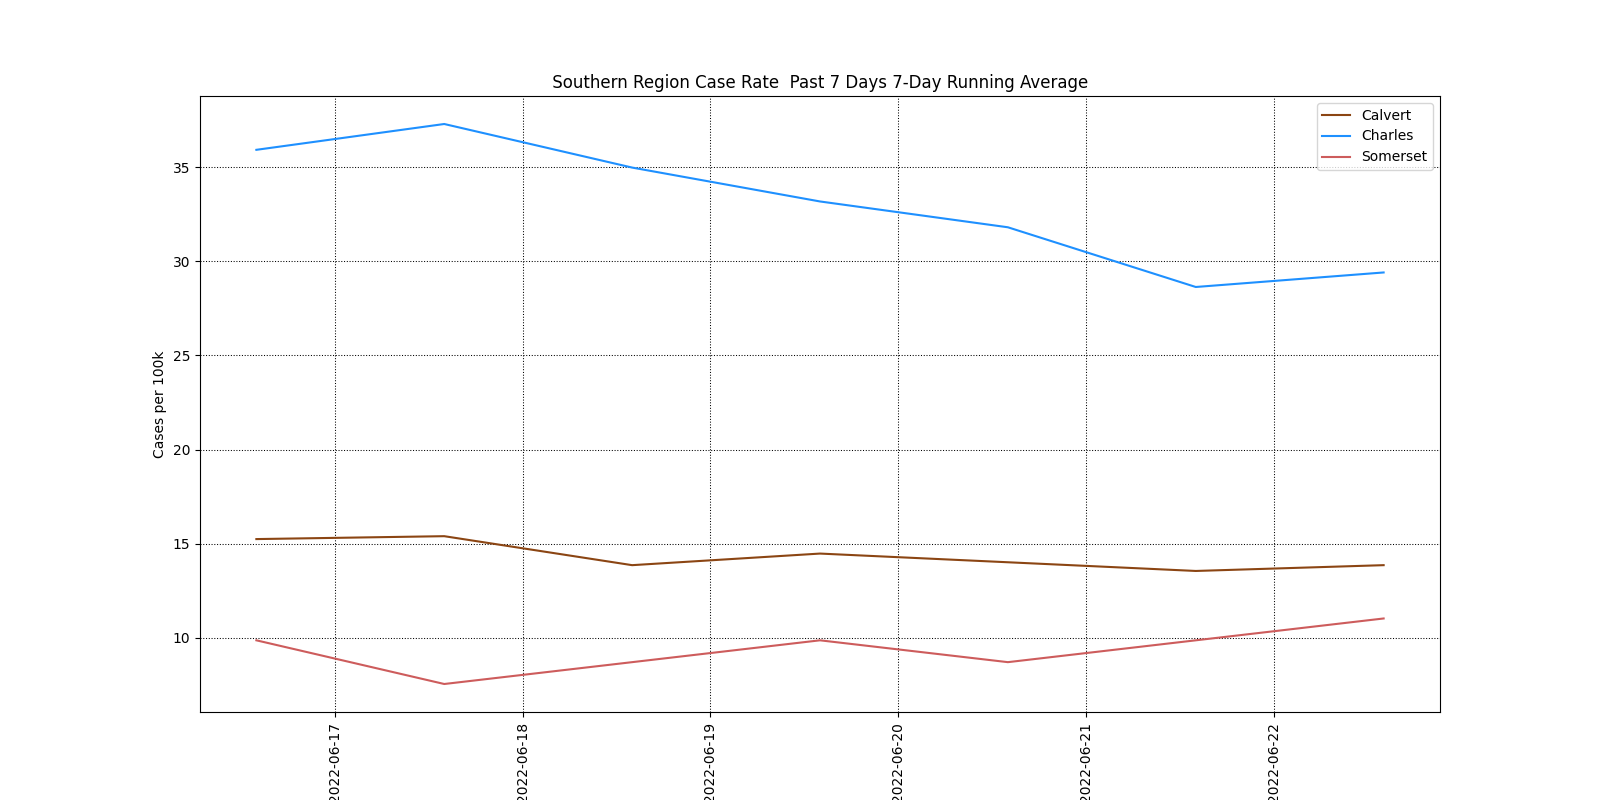 Southern Region Case Rate  Past 7 Days 7-Day Running Average
Calvert
Charles
Somerset
Cases per 100k
35
30
25
20
15
10
2022-06-17
2022-06-18
2022-06-19
2022-06-20
2022-06-21
2022-06-22